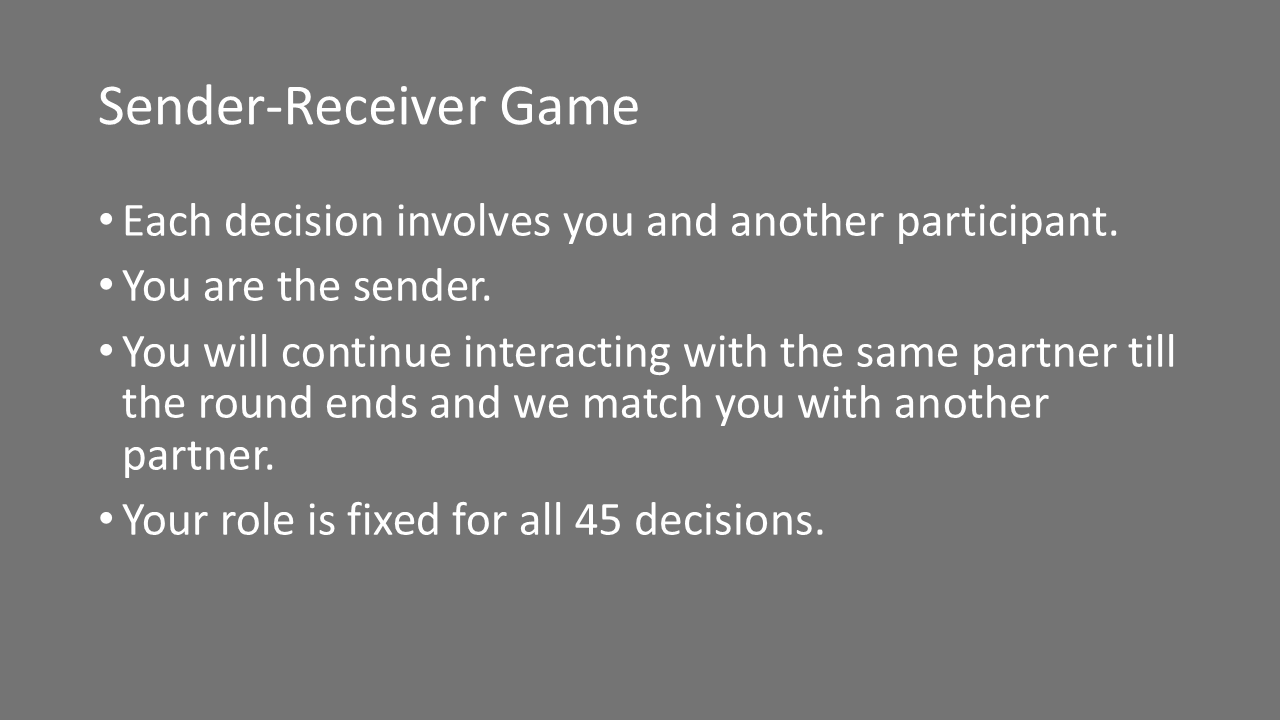 Sender-Receiver Game
• Each decision involves you and another participant.
• You are the sender.
• You will continue interacting with the same partner till
the round ends and we match you with another
partner.
• Your role is fixed for all 45 decisions.